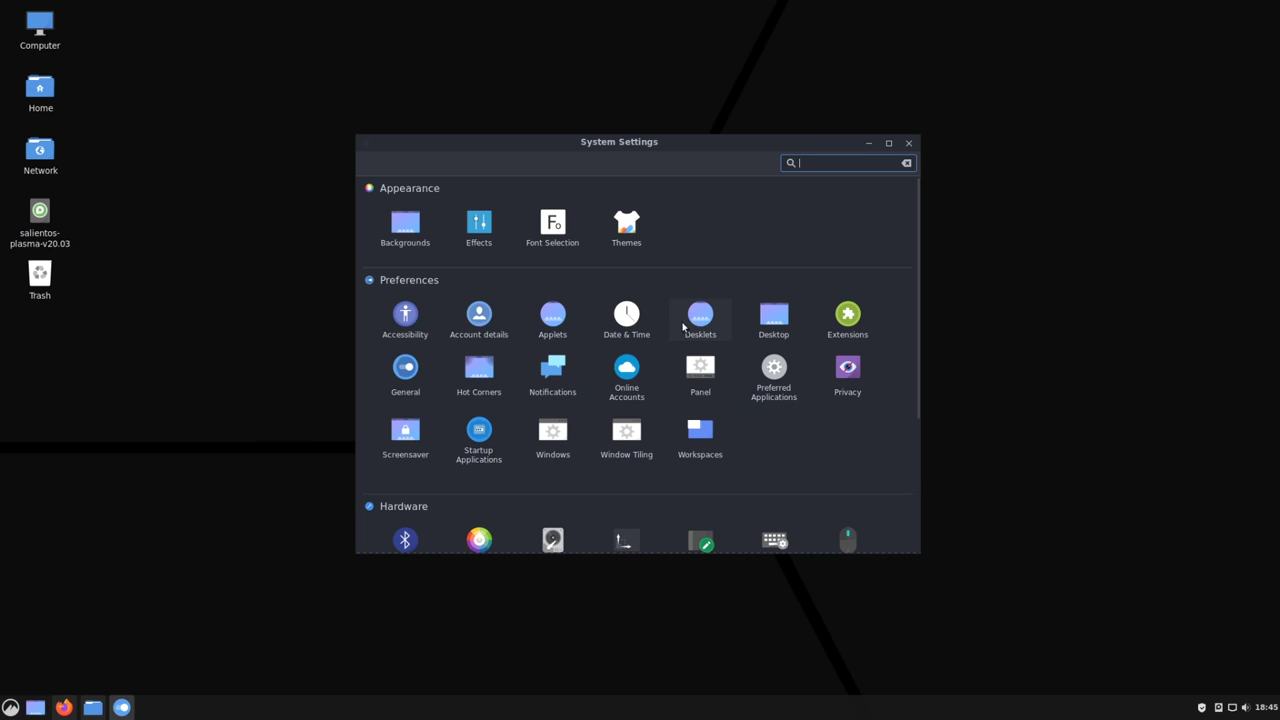 Computer
Home
Network
salientos-
plasma-v20.03
Trash
System Settings
Appearance
Backgrounds
Effects
Fo
Font Selection
Themes
Preferences
Accessibility
Account details
Applets
Date & Time
Desklets
Desktop
Extensions
General
Hot Corners
Notifications
Online
Accounts
Panel
Preferred
Applications
Privacy
Screensaver
Startup
Applications
Windows
Window Tiling
Workspaces
Hardware
18:45